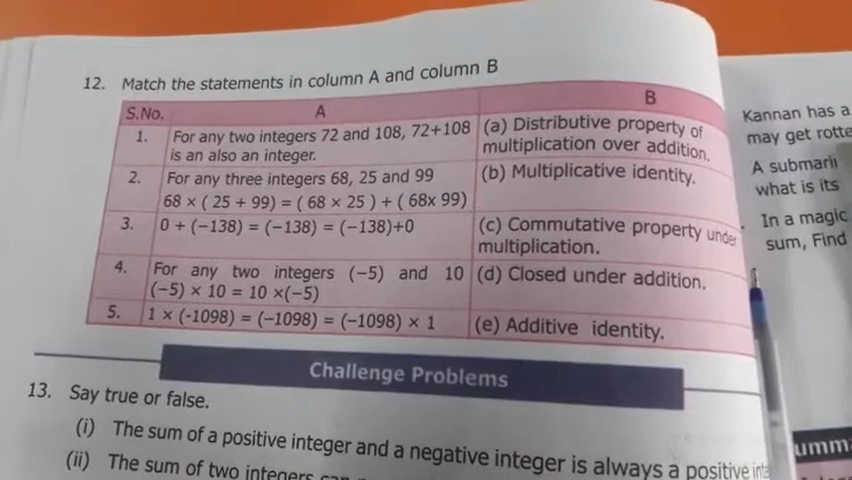 12. Match the statements in column A and column B
S.No. A B
1. For any two integers 72 and 108, 72+108 is an also an integer. (a) Distributive property of multiplication over addition.
2. For any three integers 68, 25 and 99 68 × ( 25 + 99) = ( 68 × 25 ) + ( 68x 99) (b) Multiplicative identity.
3. 0 + (−138) = (−138) = (−138)+0 (c) Commutative property under multiplication.
4. For any two integers (−5) and 10 (−5) × 10 = 10 ×(−5) (d) Closed under addition.
5. 1 × (-1098) = (−1098) = (−1098) × 1 (e) Additive identity.
Challenge Problems
13. Say true or false.
(i) The sum of a positive integer and a negative integer is always a positive
(ii) The sum of two integers
Kannan has a
may get
A
what is its
In a magic
sum, Find